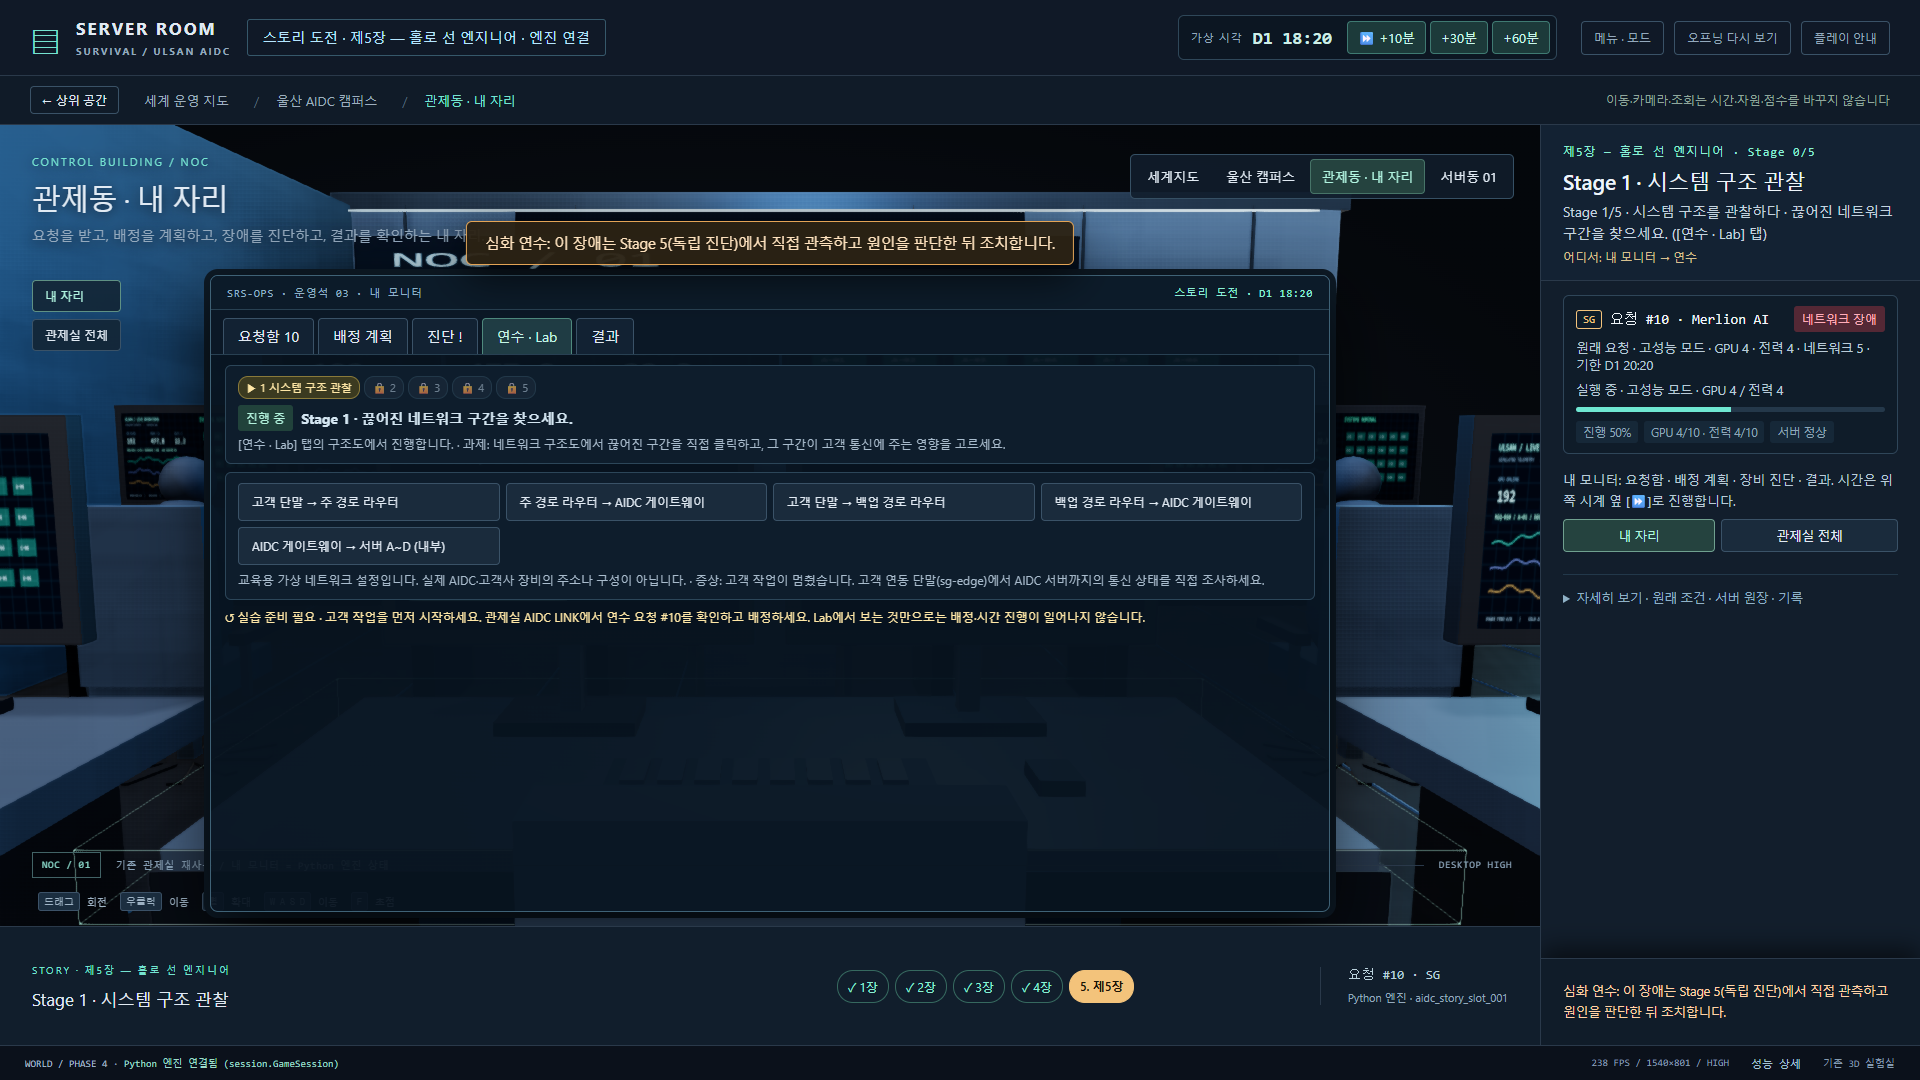 SERVER ROOM
SURVIVAL / ULSAN AIDC
스토리 도전 · 제5장 — 홀로 선 엔지니어 · 엔진 연결
가상 시각 D1 18:20 ⏩ +10분 +30분 +60분
메뉴 · 모드 오프닝 다시 보기 플레이 안내
← 상위 공간 세계 운영 지도 / 울산 AIDC 캠퍼스 / 관제동 · 내 자리
이동·카메라·조회는 시간·자원·점수를 바꾸지 않습니다
CONTROL BUILDING / NOC
관제동 · 내 자리
요청을 받고, 배정을 계획하고, 장애를 진단하고, 결과를 확인하는 내 자
세계지도 울산 캠퍼스 관제동 · 내 자리 서버동 01
심화 연수: 이 장애는 Stage 5(독립 진단)에서 직접 관측하고 원인을 판단한 뒤 조치합니다.
내 자리
관제실 전체
SRS-OPS · 운영석 03 · 내 모니터
스토리 도전 · D1 18:20
요청함 10 배정 계획 진단 ! 연수 · Lab 결과
▶ 1 시스템 구조 관찰 🔒 2 🔒 3 🔒 4 🔒 5
진행 중 Stage 1 · 끊어진 네트워크 구간을 찾으세요.
[연수 · Lab] 탭의 구조도에서 진행합니다. · 과제: 네트워크 구조도에서 끊어진 구간을 직접 클릭하고, 그 구간이 고객 통신에 주는 영향을 고르세요.
고객 단말 → 주 경로 라우터 주 경로 라우터 → AIDC 게이트웨이 고객 단말 → 백업 경로 라우터 백업 경로 라우터 → AIDC 게이트웨이
AIDC 게이트웨이 → 서버 A~D (내부)
교육용 가상 네트워크 설정입니다. 실제 AIDC·고객사 장비의 주소나 구성이 아닙니다. · 증상: 고객 작업이 멈췄습니다. 고객 연동 단말(sg-edge)에서 AIDC 서버까지의 통신 상태를 직접 조사하세요.
↺ 실습 준비 필요 · 고객 작업을 먼저 시작하세요. 관제실 AIDC LINK에서 연수 요청 #10을 확인하고 배정하세요. Lab에서 보는 것만으로는 배정·시간 진행이 일어나지 않습니다.
NOC / 01
DESKTOP HIGH
드래그 회전 우클릭 이동
제5장 — 홀로 선 엔지니어 · Stage 0/5
Stage 1 · 시스템 구조 관찰
Stage 1/5 · 시스템 구조를 관찰하다 · 끊어진 네트워크
구간을 찾으세요. ([연수 · Lab] 탭)
어디서: 내 모니터 → 연수
SG 요청 #10 · Merlion AI 네트워크 장애
원래 요청 · 고성능 모드 · GPU 4 · 전력 4 · 네트워크 5 ·
기한 D1 20:20
실행 중 · 고성능 모드 · GPU 4 / 전력 4
진행 50% GPU 4/10 · 전력 4/10 서버 정상
내 모니터: 요청함 · 배정 계획 · 장비 진단 · 결과. 시간은 위
쪽 시계 옆 [⏩]로 진행합니다.
내 자리 관제실 전체
▶ 자세히 보기 · 원래 조건 · 서버 원장 · 기록
심화 연수: 이 장애는 Stage 5(독립 진단)에서 직접 관측하고
원인을 판단한 뒤 조치합니다.
STORY · 제5장 — 홀로 선 엔지니어
Stage 1 · 시스템 구조 관찰
✓ 1장 ✓ 2장 ✓ 3장 ✓ 4장 5. 제5장
요청 #10 · SG
Python 엔진 · aidc_story_slot_001
WORLD / PHASE 4 · Python 엔진 연결됨 (session.GameSession)
238 FPS / 1540×801 / HIGH 성능 상세 기존 3D 실험실